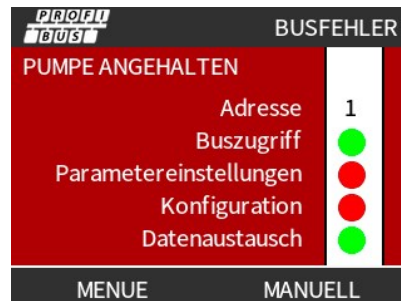 PROFI
BUS
BUSFEHLER
PUMPE ANGEHALTEN
Adresse 1
Buszugriff
Parametereinstellungen
Konfiguration
Datenaustausch
MENUE MANUELL